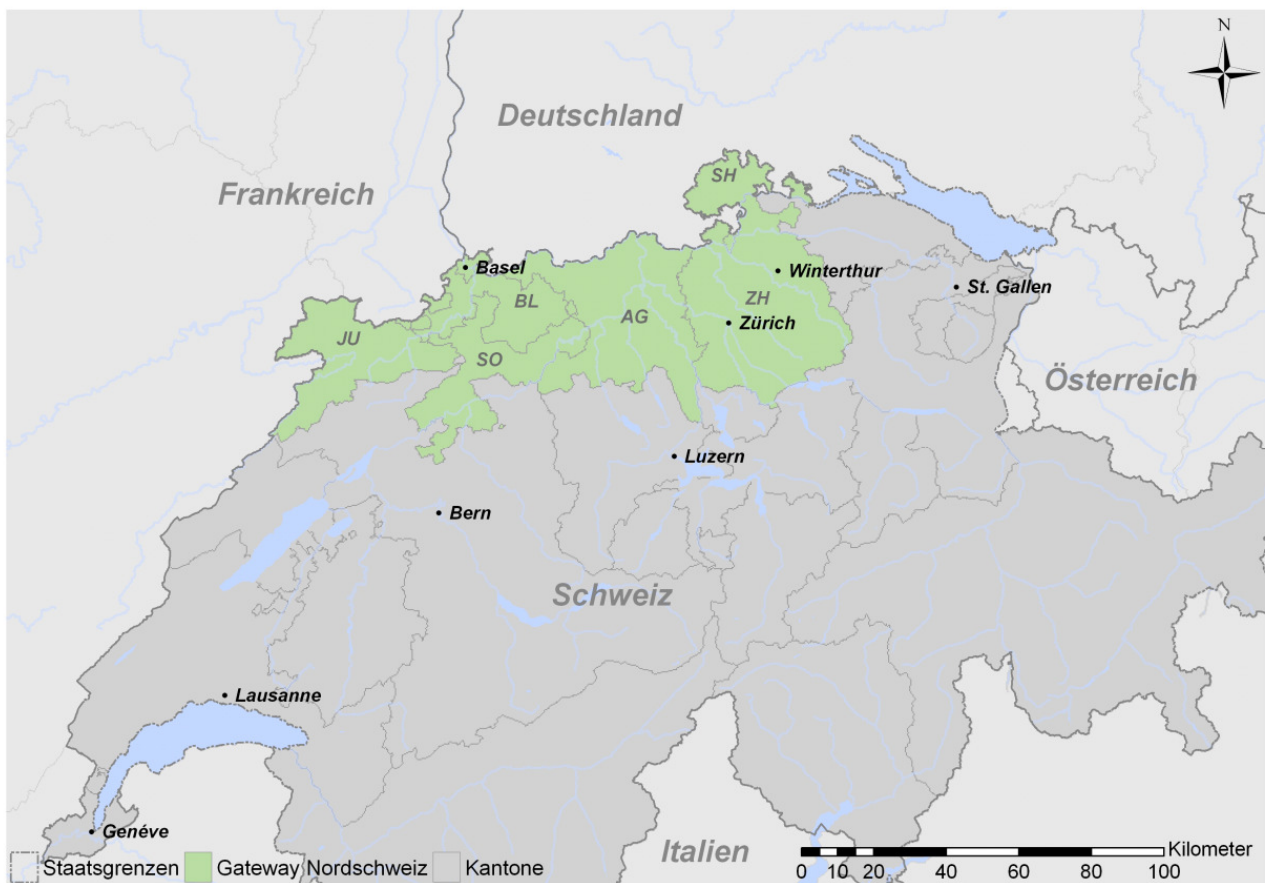 N
Deutschland
Frankreich
SH
Basel
Winterthur
St. Gallen
BL
ZH
AG
Zürich
JU
SO
Österreich
Luzern
Bern
Schweiz
Lausanne
Genéve
Italien
Staatsgrenzen
Gateway Nordschweiz
Kantone
Kilometer
0 10 20 40 60 80 100